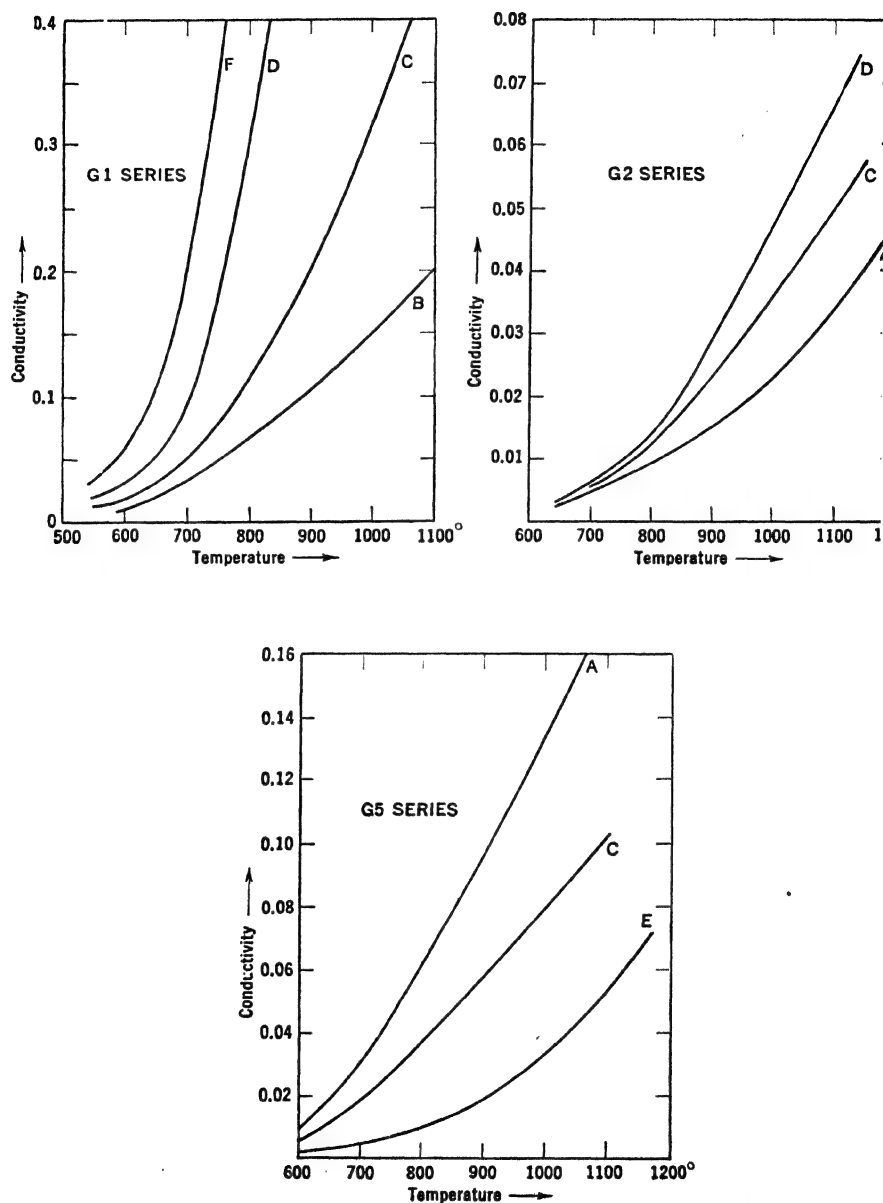 0.4
F
D
C
0.3
G1 SERIES
0.2
B
0.1
0
500 600 700 800 900 1000 1100°
Conductivity
Temperature
0.08
D
0.07
0.06
G2 SERIES
C
0.05
0.04
0.03
0.02
0.01
600 700 800 900 1000 1100 1
Conductivity
Temperature
0.16
A
0.14
0.12
G5 SERIES
0.10
C
0.08
E
0.06
0.04
0.02
600 700 800 900 1000 1100 1200°
Conductivity
Temperature